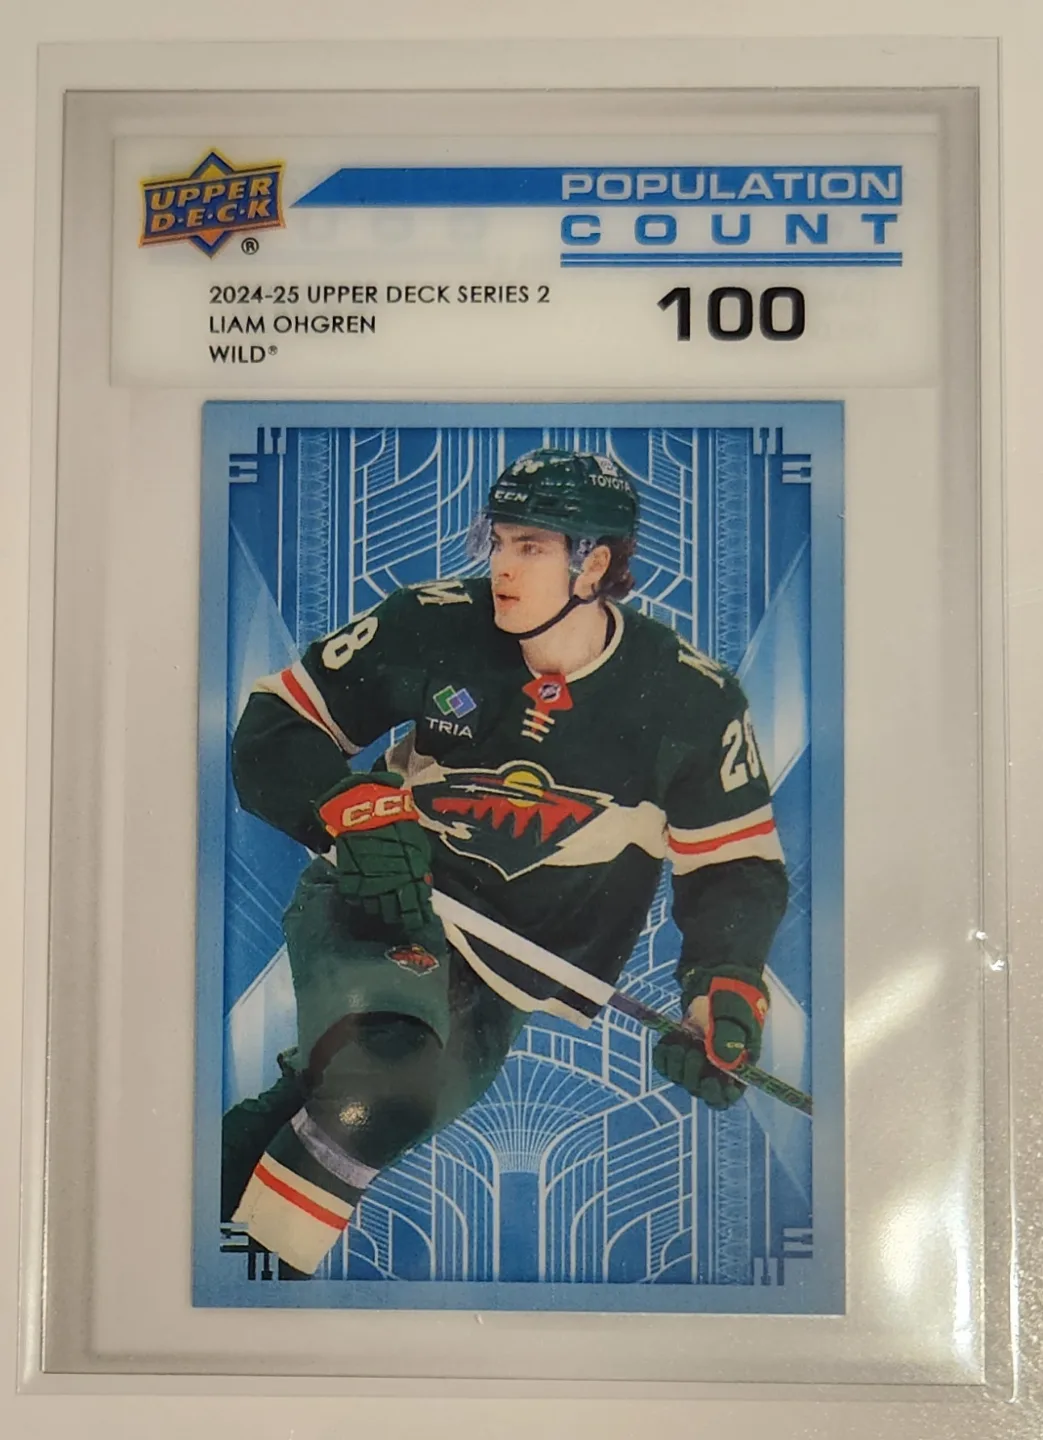 UPPER
D·E·C·K
®
POPULATION
COUNT
2024-25 UPPER DECK SERIES 2
LIAM OHGREN
WILD®
100
TOYOTA
CCM
28
TRIA
28
CCM